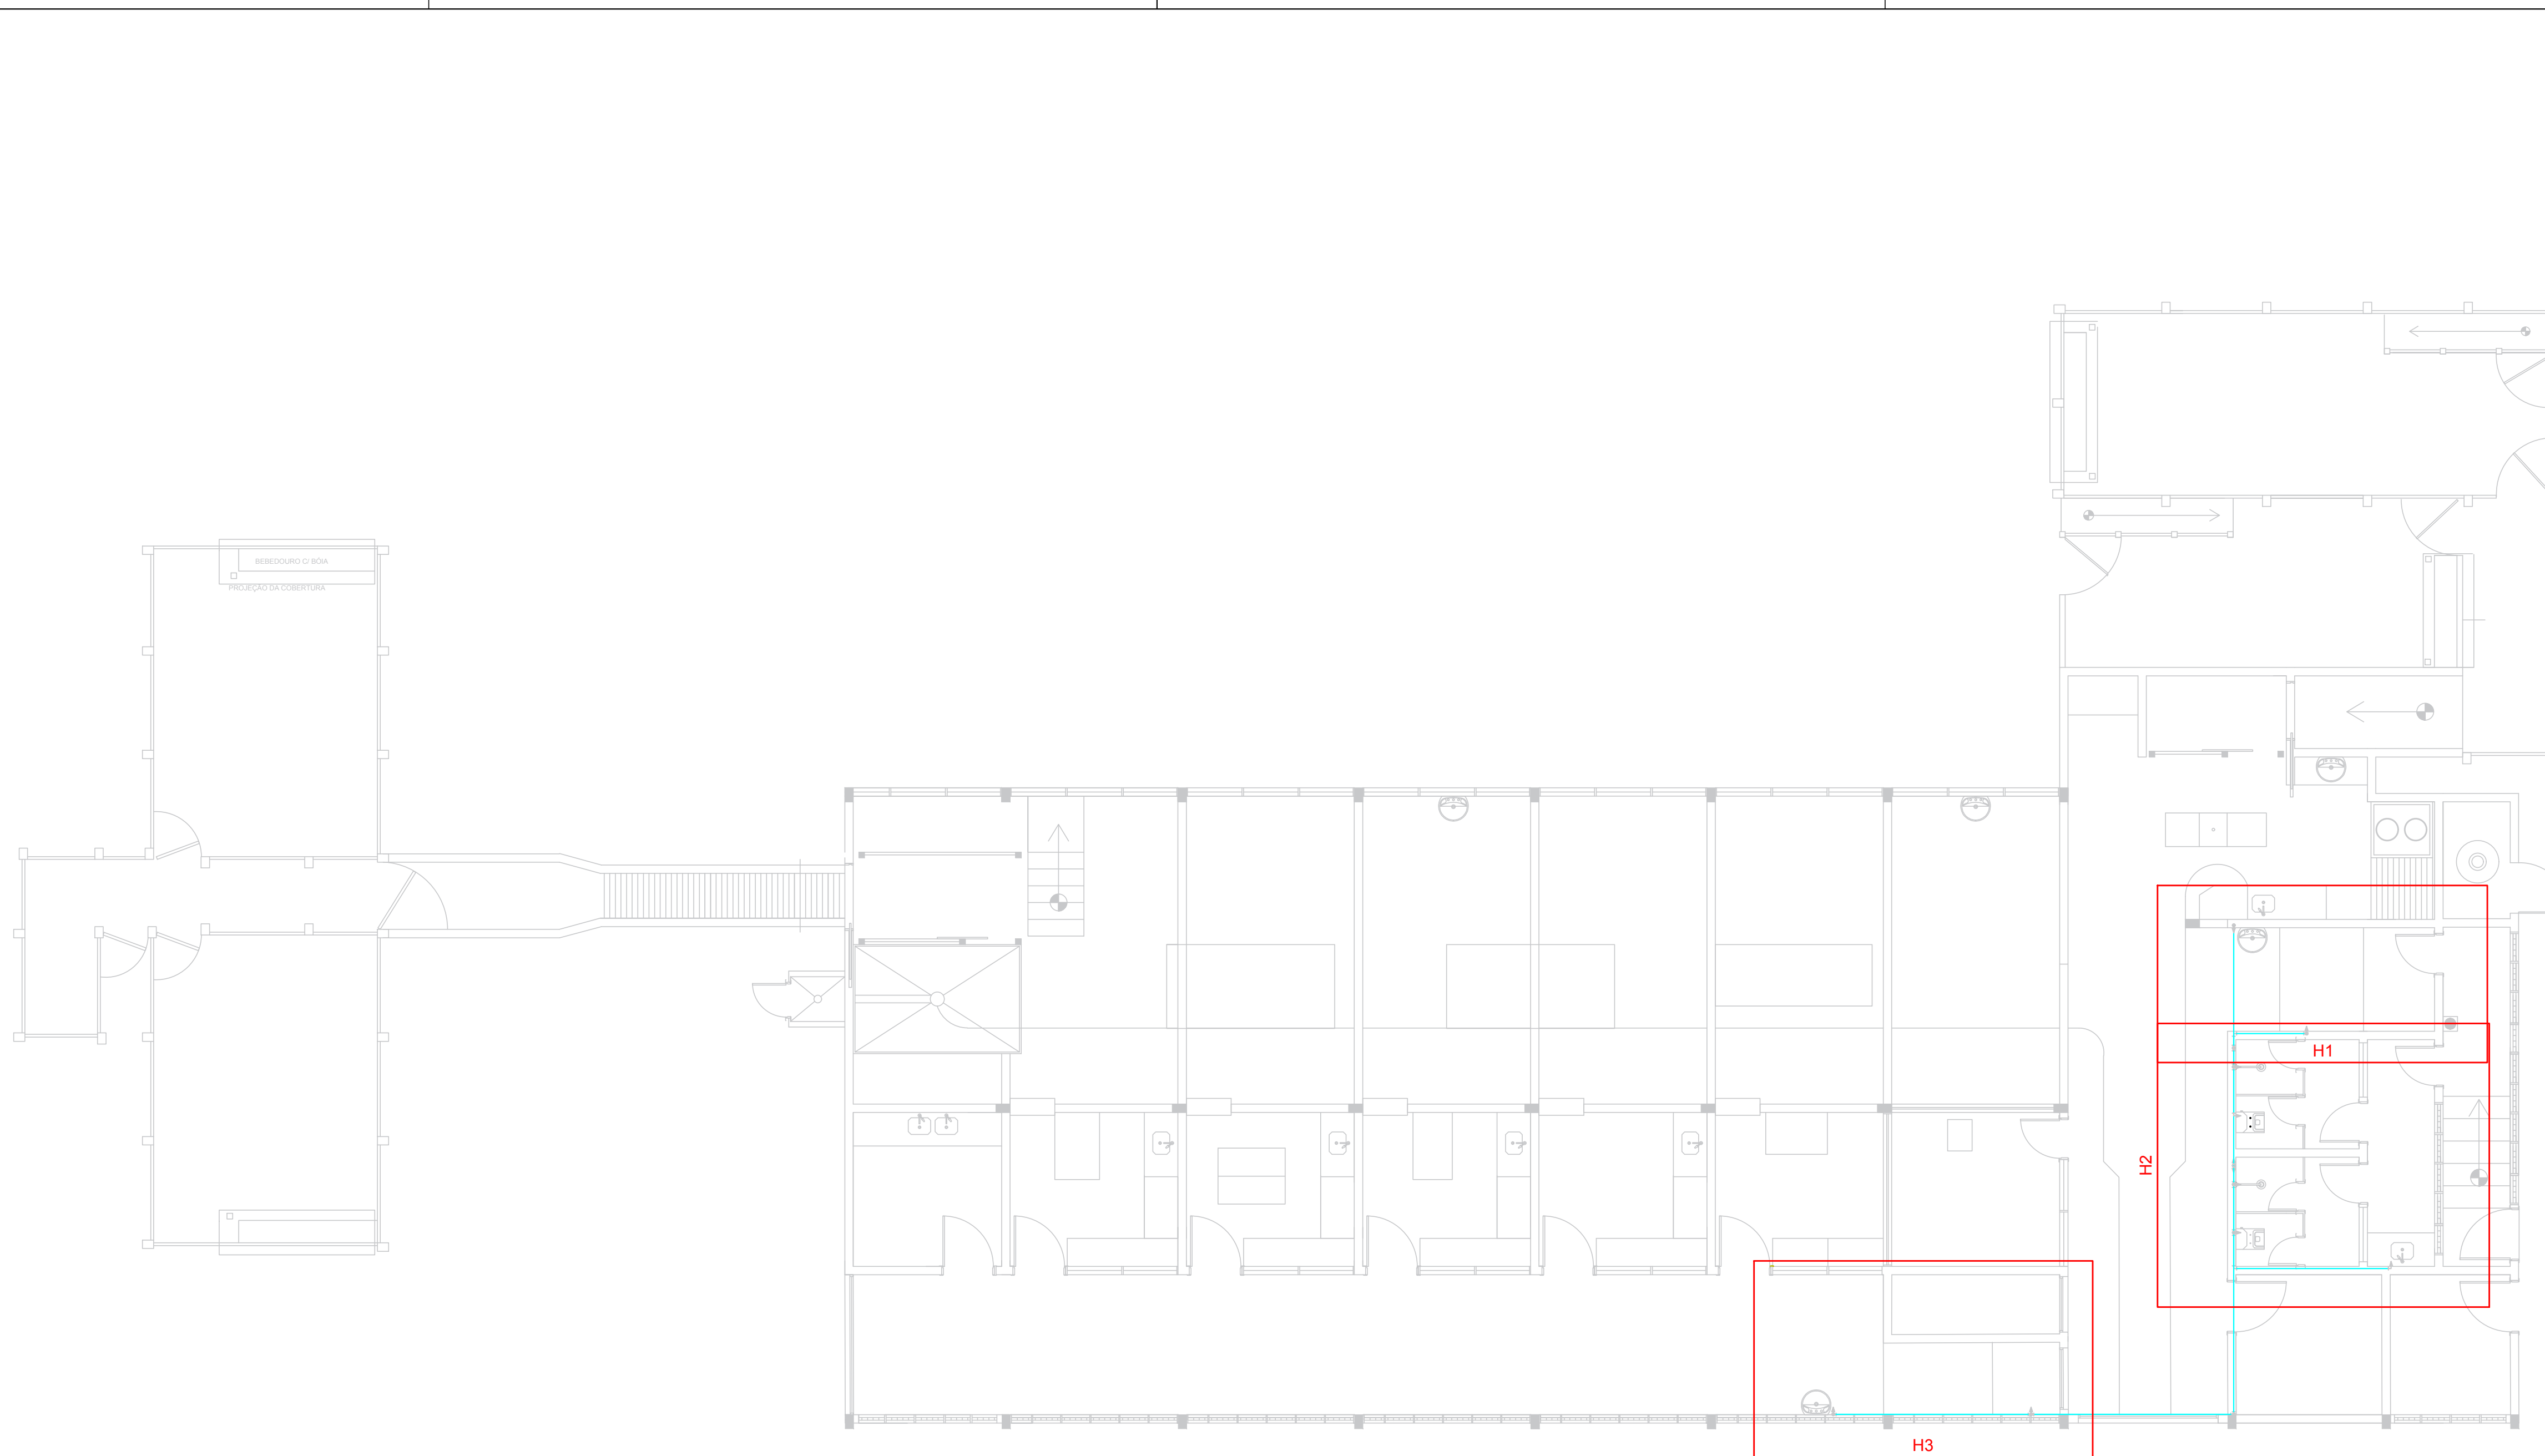 BEBEDOURO C/ BÓIA
PROJEÇÃO DA COBERTURA
H1
H2
H3